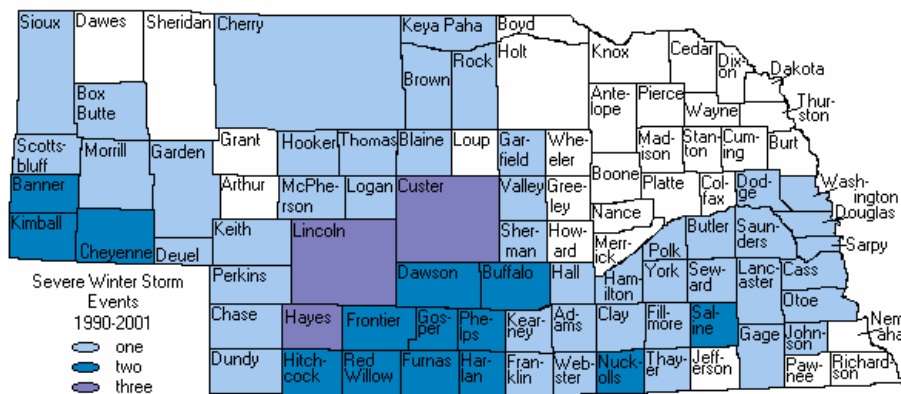 Sioux
Dawes
Sheridan
Cherry
Keya Paha
Boyd
Holt
Knox
Cedar
Dix-
on
Dakota
Box
Butte
Brown
Rock
Ante-
lope
Pierce
Wayne
Thur-
ston
Scotts-
bluff
Morrill
Garden
Grant
Hooker
Thomas
Blaine
Loup
Gar-
field
Whe-
eler
Mad-
ison
Stan-
ton
Cum-
ing
Burt
Banner
Arthur
McPhe-
rson
Logan
Custer
Valley
Gree-
ley
Boone
Platte
Col-
fax
Dod-
ge
Wash-
ington
Douglas
Kimball
Cheyenne
Deuel
Keith
Lincoln
Sher-
man
How-
ard
Nance
Merr-
ick
Polk
Butler
Saun-
ders
Sarpy
Perkins
Dawson
Buffalo
Hall
Ham-
ilton
York
Sew-
ard
Lanc-
aster
Cass
Otoe
Chase
Hayes
Frontier
Gos-
per
Phe-
lps
Kear-
ney
Ad-
ams
Clay
Fill-
more
Sal-
ine
Gage
John-
son
Nem-
aha
Dundy
Hitch-
cock
Red
Willow
Furnas
Har-
lan
Fran-
klin
Web-
ster
Nuck-
olls
Thay-
er
Jeff-
erson
Paw-
nee
Richard
son
Severe Winter Storm
Events
1990-2001
one
two
three